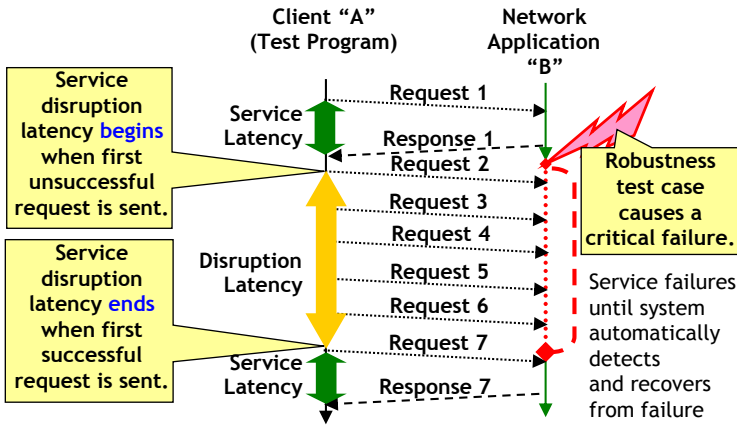 Client “A”
(Test Program)
Network
Application
“B”
Service
disruption
latency begins
when first
unsuccessful
request is sent.
Service
Latency
Request 1
Response 1
Request 2
Robustness
test case
causes a
critical failure.
Request 3
Request 4
Disruption
Latency
Request 5
Request 6
Request 7
Service
disruption
latency ends
when first
successful
request is sent.
Service failures
until system
automatically
detects
and recovers
from failure
Service
Latency
Response 7